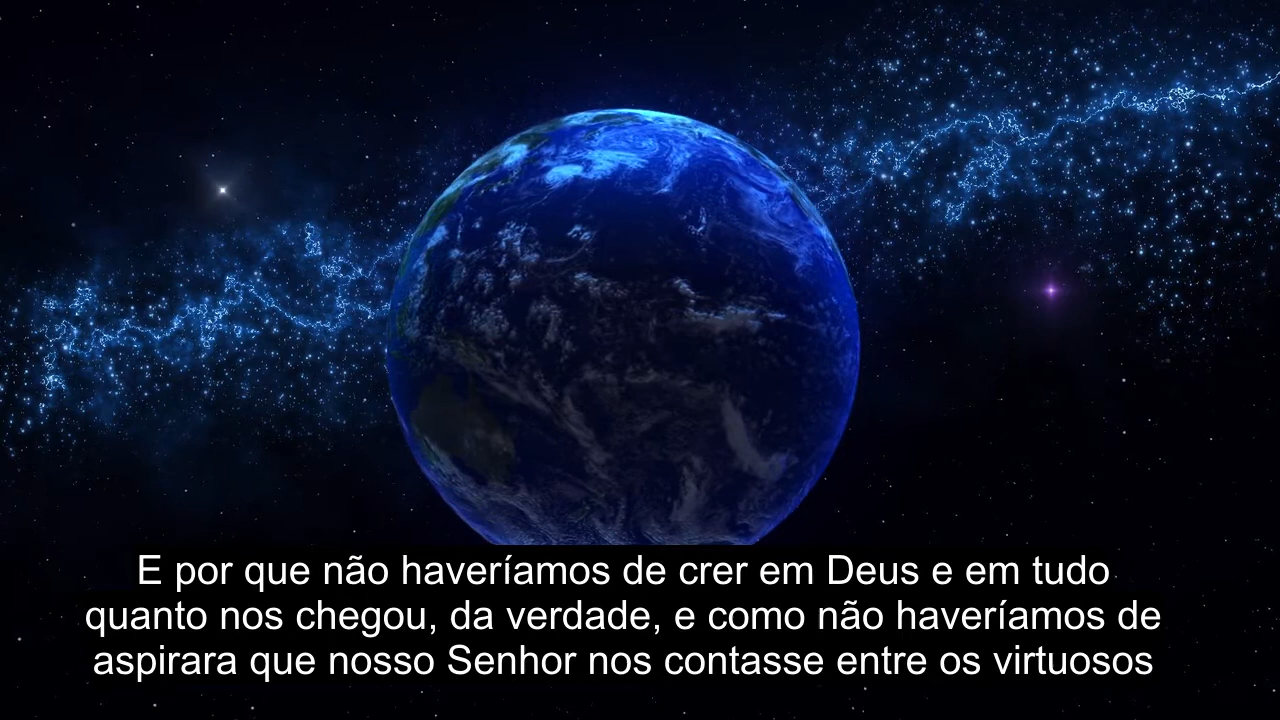 E por que não haveríamos de crer em Deus e em tudo
quanto nos chegou, da verdade, e como não haveríamos de
aspirara que nosso Senhor nos contasse entre os virtuosos